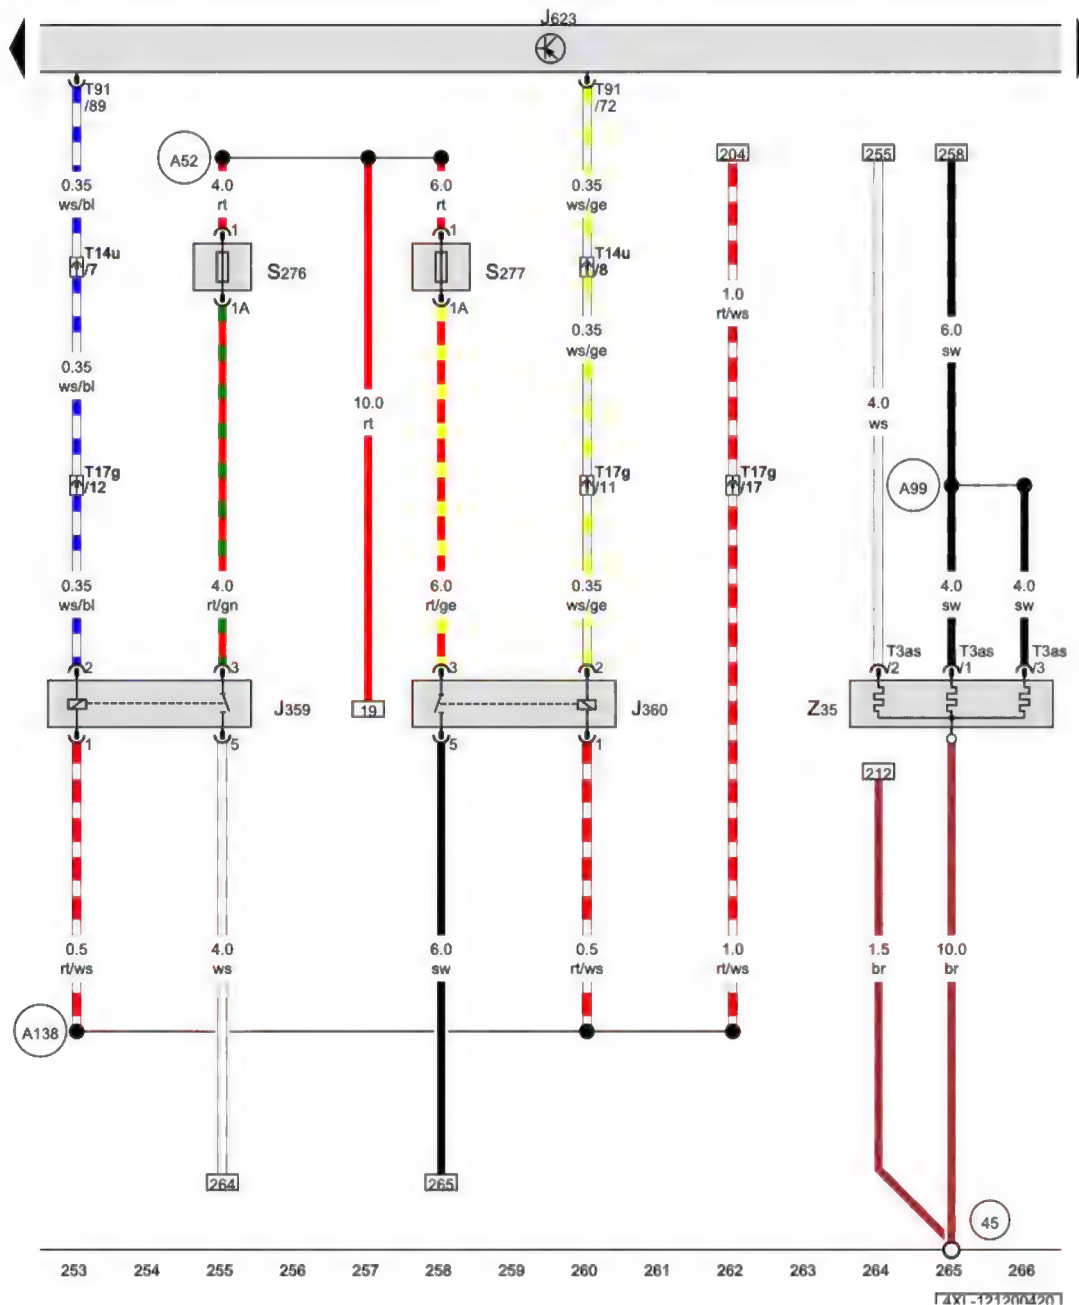 J623
T91
/89
T91
/72
A52
204
255
258
0.35
ws/bl
4.0
rt
6.0
rt
0.35
ws/ge
1
1
T14u
/7
S276
S277
T14u
/8
1A
1A
1.0
rt/ws
0.35
ws/bl
0.35
ws/ge
6.0
sw
10.0
rt
4.0
ws
T17g
/12
T17g
/11
T17g
/17
A99
0.35
ws/bl
4.0
rt/gn
6.0
rt/ge
0.35
ws/ge
4.0
sw
4.0
sw
2
3
3
2
T3as
/2
T3as
/1
T3as
/3
J359
19
J360
Z35
1
5
5
1
212
0.5
rt/ws
4.0
ws
6.0
sw
0.5
rt/ws
1.0
rt/ws
1.5
br
10.0
br
A138
264
265
45
253 254 255 256 257 258 259 260 261 262 263 264 265 266
4XL-121200420